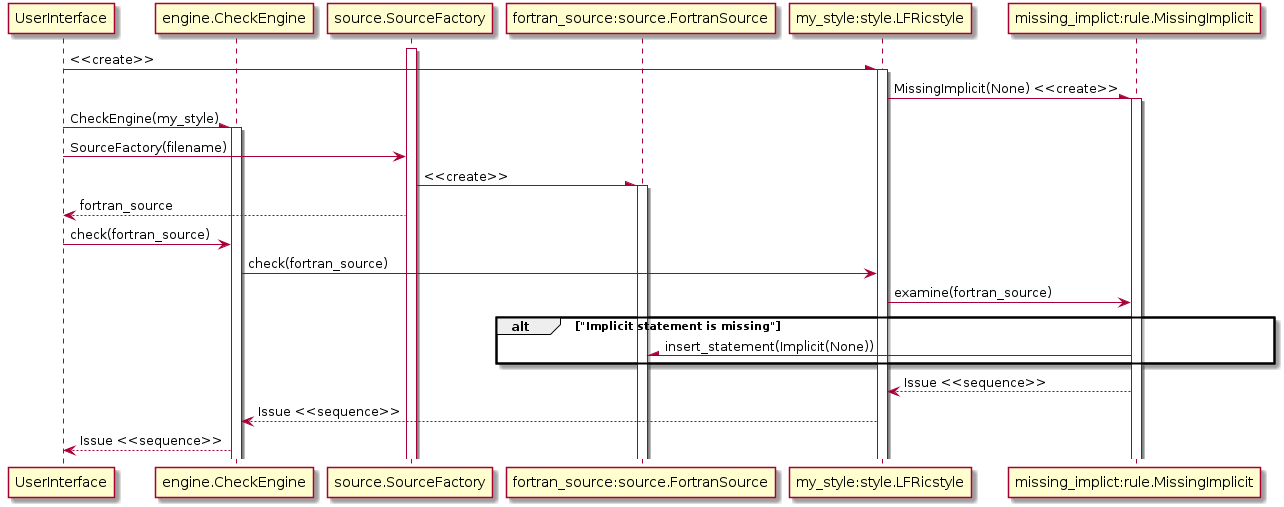 UserInterface
engine.CheckEngine
source.SourceFactory
fortran_source:source.FortranSource
my_style:style.LFRicstyle
missing_implict:rule.MissingImplicit
<<create>>
MissingImplicit(None) <<create>>
CheckEngine(my_style)
SourceFactory(filename)
<<create>>
fortran_source
check(fortran_source)
check(fortran_source)
examine(fortran_source)
alt
["Implicit statement is missing"]
insert_statement(Implicit(None))
Issue <<sequence>>
Issue <<sequence>>
Issue <<sequence>>
UserInterface
engine.CheckEngine
source.SourceFactory
fortran_source:source.FortranSource
my_style:style.LFRicstyle
missing_implict:rule.MissingImplicit